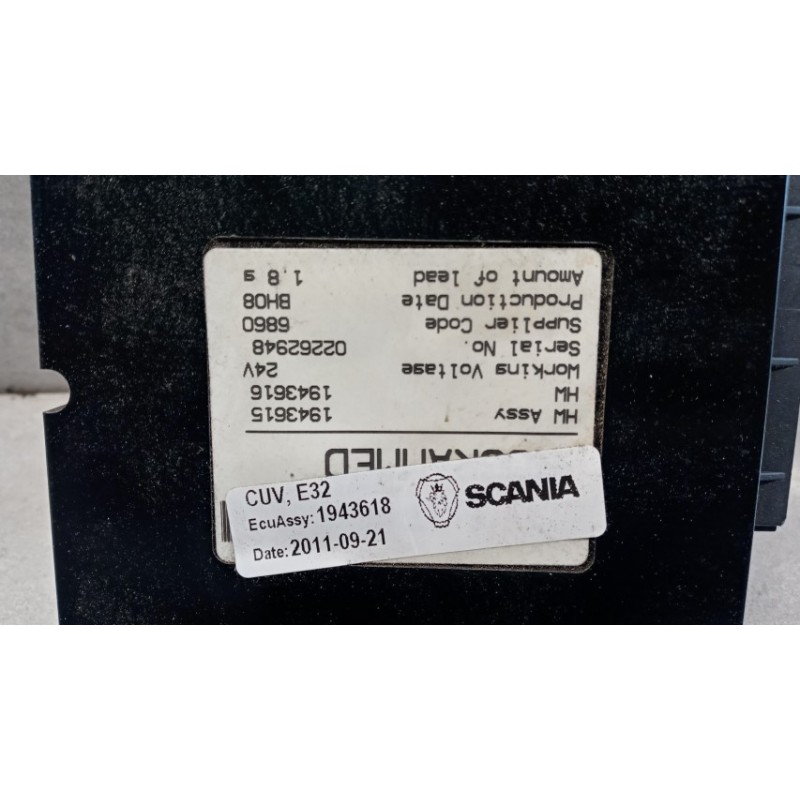 HW Assy 1943615
HW 1943616
Working Voltage 24V
Serial No. 02262948
Supplier Code 6860
Production Date BH08
Amount of lead 1,8 g
CUV, E32
EcuAssy: 1943618
Date: 2011-09-21
SCANIA